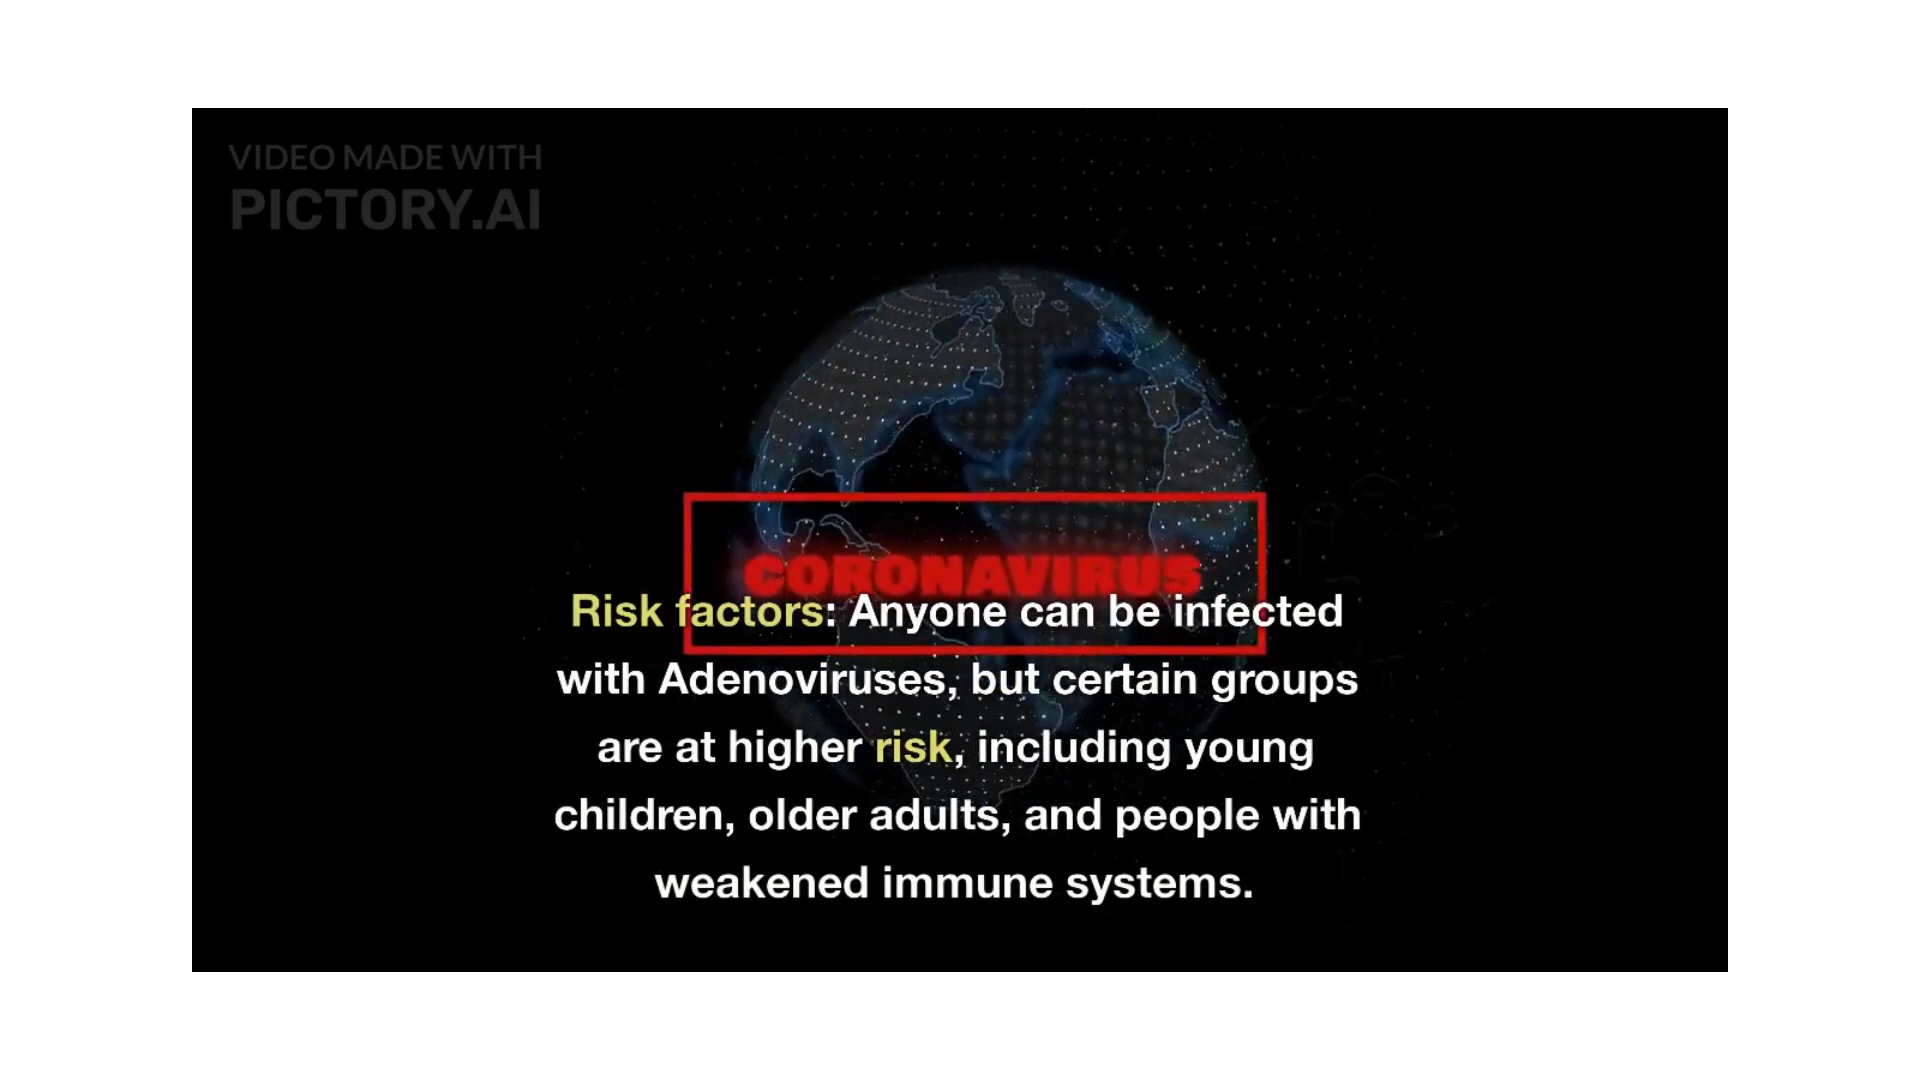 VIDEO MADE WITH
PICTORY.AI
CORONAVIRUS
Risk factors: Anyone can be infected
with Adenoviruses, but certain groups
are at higher risk, including young
children, older adults, and people with
weakened immune systems.